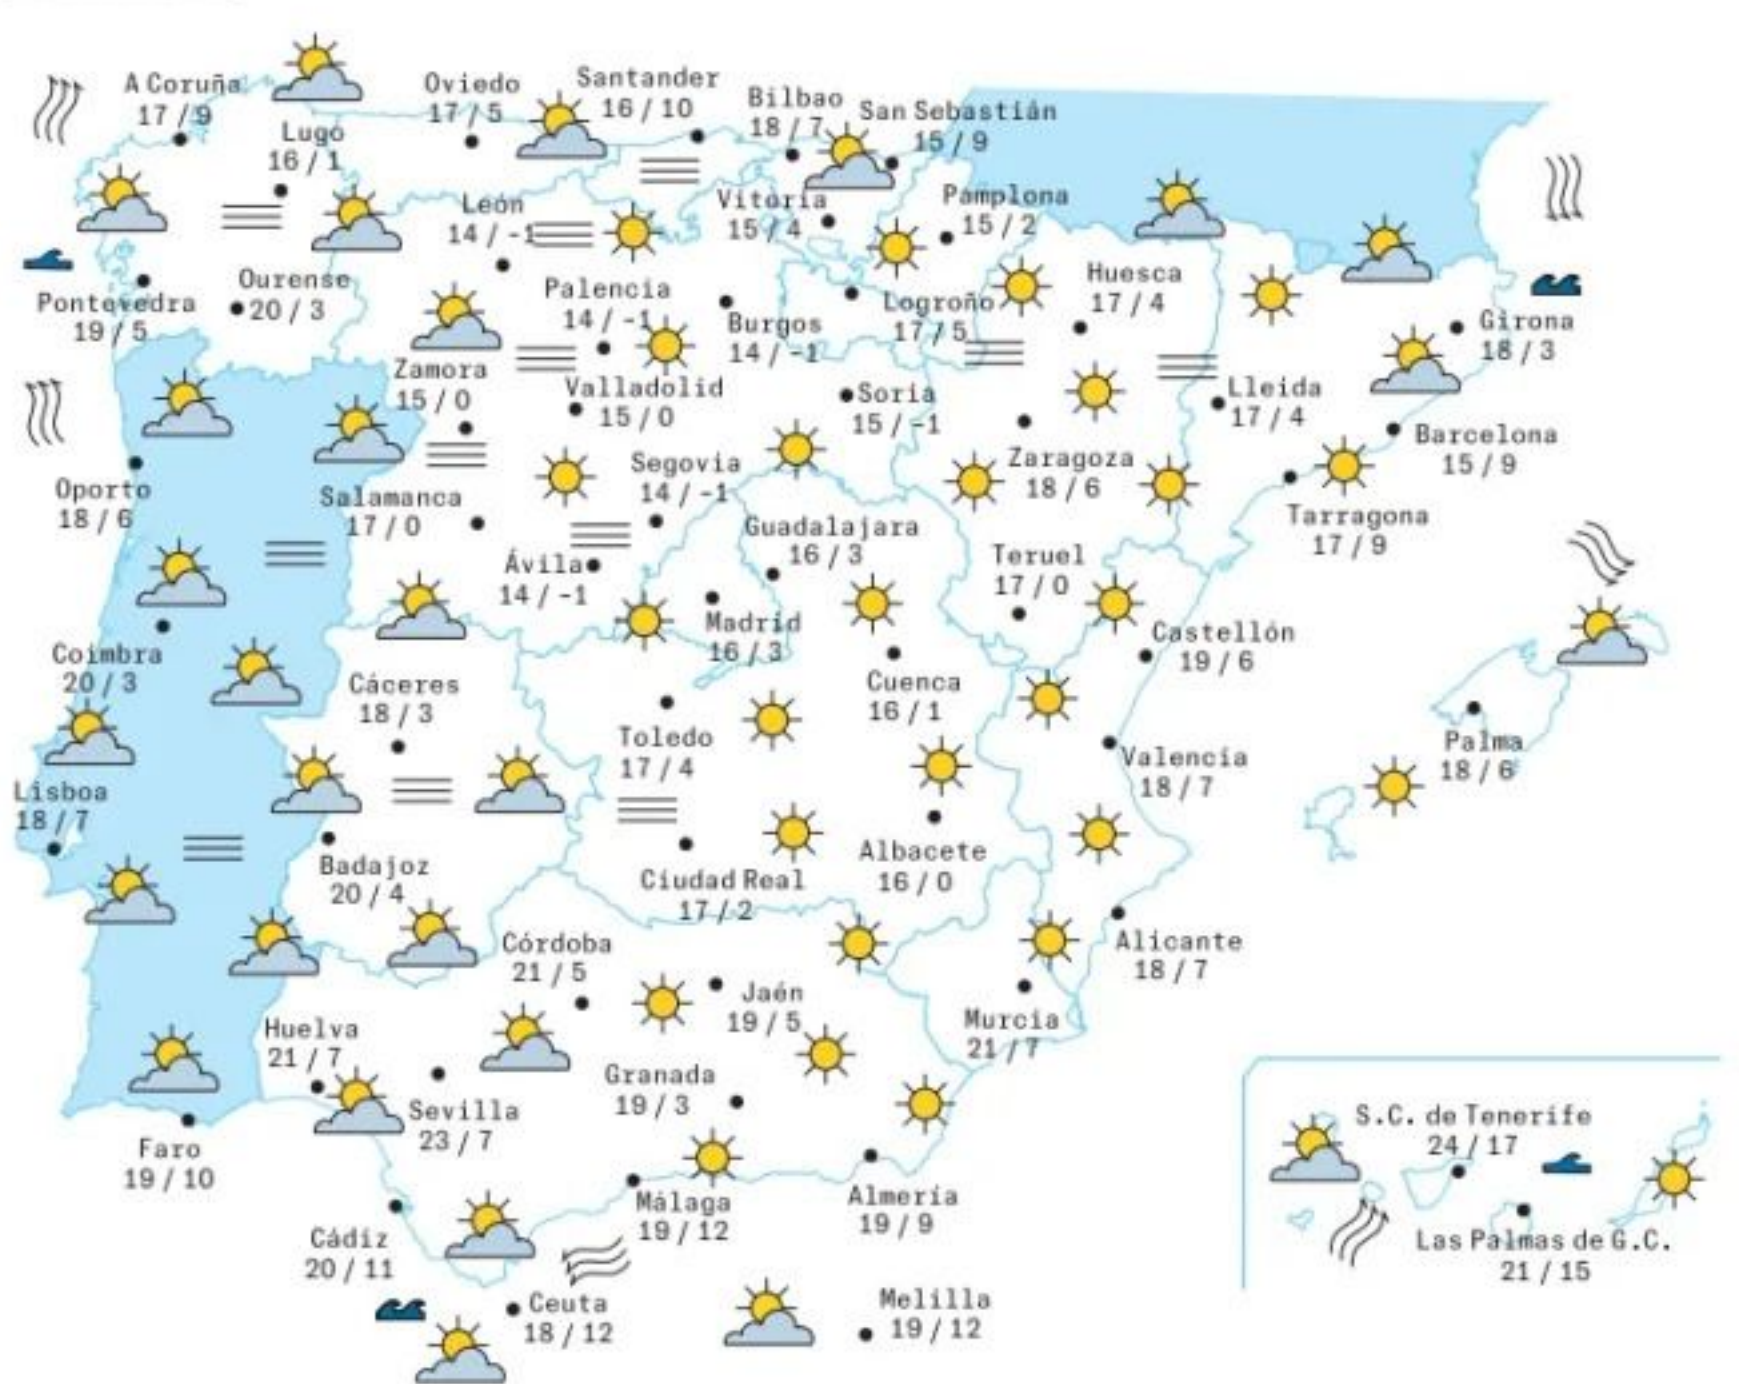 A Coruña
17 / 9
Lugo
16 / 1
Oviedo
17 / 5
Santander
16 / 10
Bilbao
18 / 7
San Sebastián
15 / 9
León
14 / -1
Vitoria
15 / 4
Pamplona
15 / 2
Pontevedra
19 / 5
Ourense
20 / 3
Palencia
14 / -1
Burgos
14 / -1
Logroño
17 / 5
Huesca
17 / 4
Girona
18 / 3
Zamora
15 / 0
Valladolid
15 / 0
Soria
15 / -1
Lleida
17 / 4
Barcelona
15 / 9
Oporto
18 / 6
Salamanca
17 / 0
Segovia
14 / -1
Zaragoza
18 / 6
Tarragona
17 / 9
Ávila
14 / -1
Guadalajara
16 / 3
Teruel
17 / 0
Coimbra
20 / 3
Madrid
16 / 3
Castellón
19 / 6
Cáceres
18 / 3
Cuenca
16 / 1
Toledo
17 / 4
Valencia
18 / 7
Palma
18 / 6
Lisboa
18 / 7
Badajoz
20 / 4
Ciudad Real
17 / 2
Albacete
16 / 0
Córdoba
21 / 5
Alicante
18 / 7
Jaén
19 / 5
Murcia
21 / 7
Huelva
21 / 7
Sevilla
23 / 7
Granada
19 / 3
Faro
19 / 10
Málaga
19 / 12
Almería
19 / 9
Cádiz
20 / 11
Ceuta
18 / 12
Melilla
19 / 12
S.C. de Tenerife
24 / 17
Las Palmas de G.C.
21 / 15